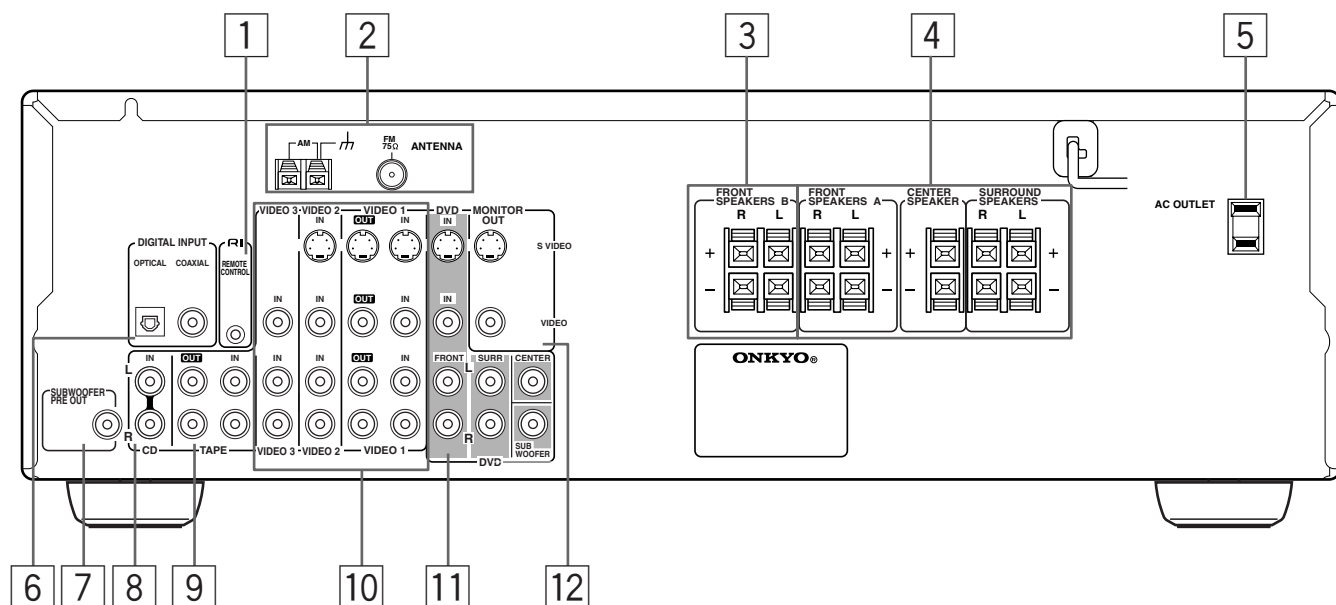 1 2 3 4 5
AM FM 75Ω ANTENNA
FRONT SPEAKERS B
R L
FRONT SPEAKERS A
R L
CENTER SPEAKER
SURROUND SPEAKERS
R L
+ + + +
− − − −
AC OUTLET
VIDEO 3 VIDEO 2 VIDEO 1 DVD MONITOR OUT
IN OUT IN IN
S VIDEO
DIGITAL INPUT
OPTICAL COAXIAL
RI
REMOTE CONTROL
IN IN OUT IN IN
VIDEO
ONKYO®
IN OUT IN IN IN OUT IN FRONT SURR CENTER
L L
SUBWOOFER PRE OUT
R R
SUB WOOFER
CD TAPE VIDEO 3 VIDEO 2 VIDEO 1 DVD
6 7 8 9 10 11 12